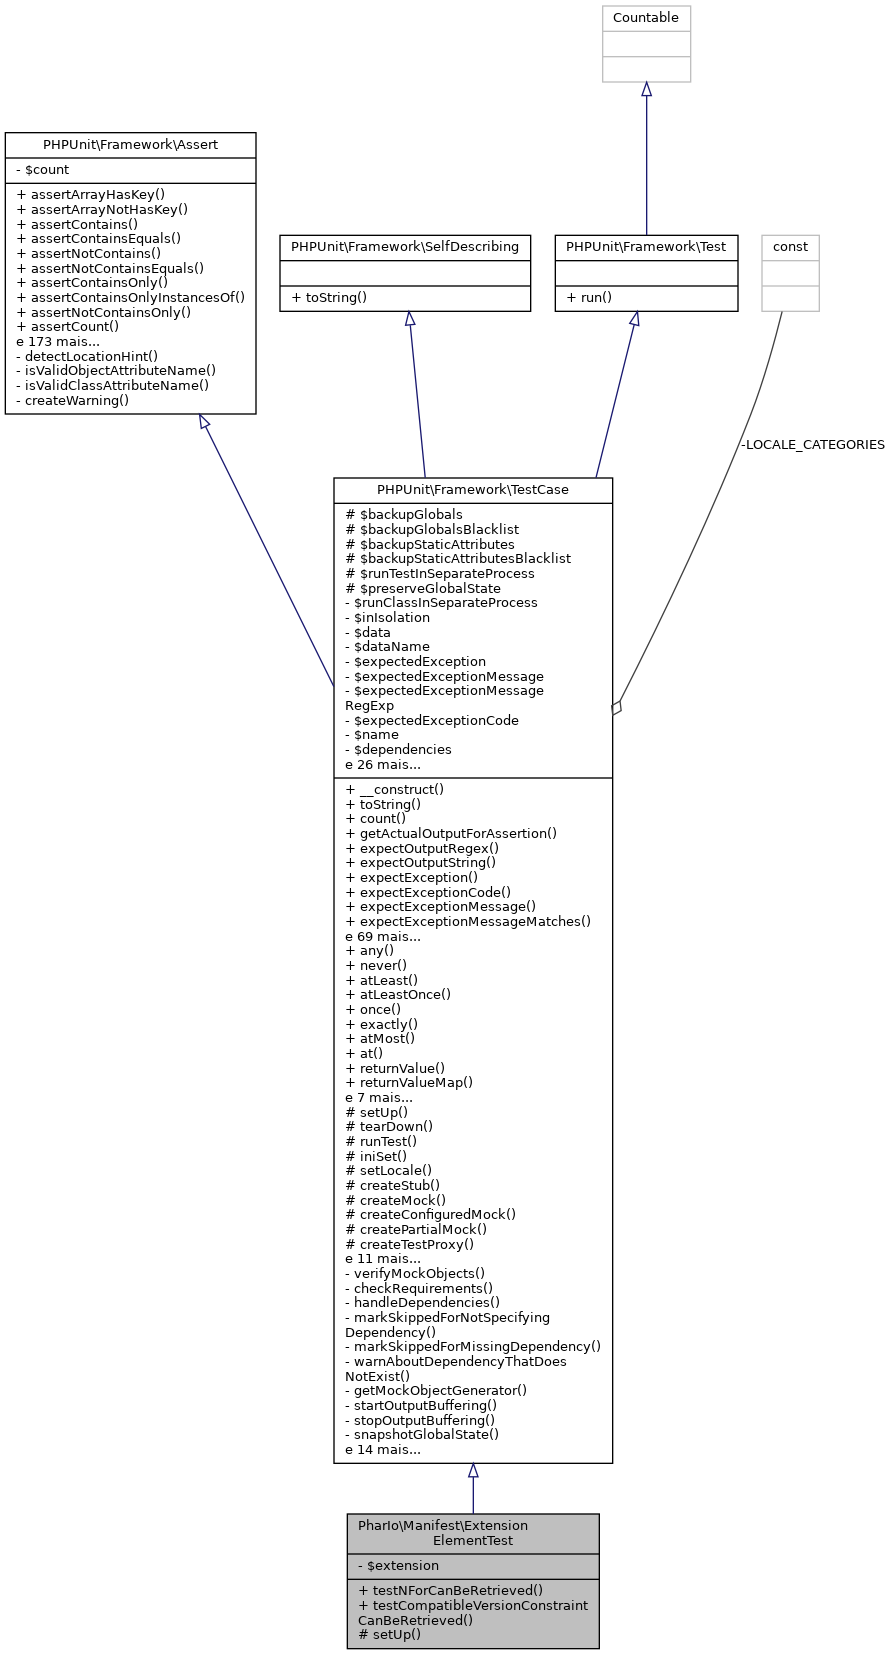 Countable
PHPUnit\Framework\Assert
- $count
+ assertArrayHasKey()
+ assertArrayNotHasKey()
+ assertContains()
+ assertContainsEquals()
+ assertNotContains()
+ assertNotContainsEquals()
+ assertContainsOnly()
+ assertContainsOnlyInstancesOf()
+ assertNotContainsOnly()
+ assertCount()
e 173 mais...
- detectLocationHint()
- isValidObjectAttributeName()
- isValidClassAttributeName()
- createWarning()
PHPUnit\Framework\SelfDescribing
+ toString()
PHPUnit\Framework\Test
+ run()
const
-LOCALE_CATEGORIES
PHPUnit\Framework\TestCase
# $backupGlobals
# $backupGlobalsBlacklist
# $backupStaticAttributes
# $backupStaticAttributesBlacklist
# $runTestInSeparateProcess
# $preserveGlobalState
- $runClassInSeparateProcess
- $inIsolation
- $data
- $dataName
- $expectedException
- $expectedExceptionMessage
- $expectedExceptionMessage
RegExp
- $expectedExceptionCode
- $name
- $dependencies
e 26 mais...
+ __construct()
+ toString()
+ count()
+ getActualOutputForAssertion()
+ expectOutputRegex()
+ expectOutputString()
+ expectException()
+ expectExceptionCode()
+ expectExceptionMessage()
+ expectExceptionMessageMatches()
e 69 mais...
+ any()
+ never()
+ atLeast()
+ atLeastOnce()
+ once()
+ exactly()
+ atMost()
+ at()
+ returnValue()
+ returnValueMap()
e 7 mais...
# setUp()
# tearDown()
# runTest()
# iniSet()
# setLocale()
# createStub()
# createMock()
# createConfiguredMock()
# createPartialMock()
# createTestProxy()
e 11 mais...
- verifyMockObjects()
- checkRequirements()
- handleDependencies()
- markSkippedForNotSpecifying
Dependency()
- markSkippedForMissingDependency()
- warnAboutDependencyThatDoes
NotExist()
- getMockObjectGenerator()
- startOutputBuffering()
- stopOutputBuffering()
- snapshotGlobalState()
e 14 mais...
PharIo\Manifest\Extension
ElementTest
- $extension
+ testNForCanBeRetrieved()
+ testCompatibleVersionConstraint
CanBeRetrieved()
# setUp()